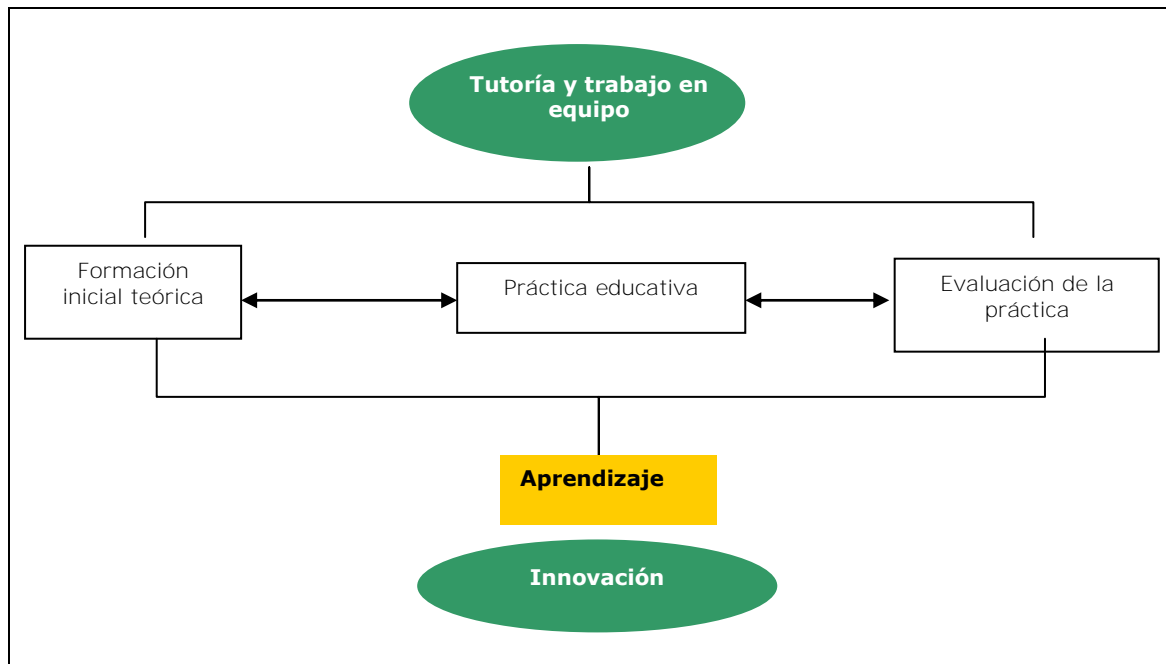 Tutoría y trabajo en
equipo
Formación
inicial teórica
Práctica educativa
Evaluación de la
práctica
Aprendizaje
Innovación